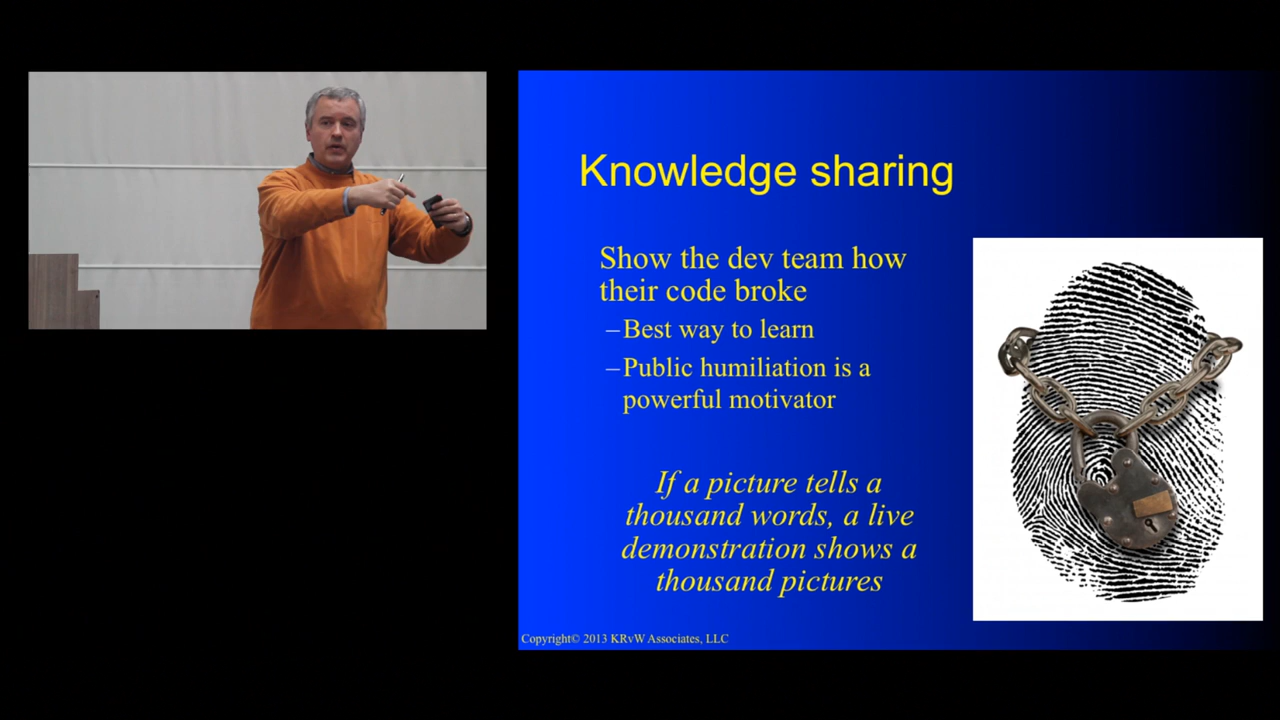 Knowledge sharing
Show the dev team how
their code broke
–Best way to learn
–Public humiliation is a
powerful motivator
If a picture tells a
thousand words, a live
demonstration shows a
thousand pictures
Copyright© 2013 KRvW Associates, LLC